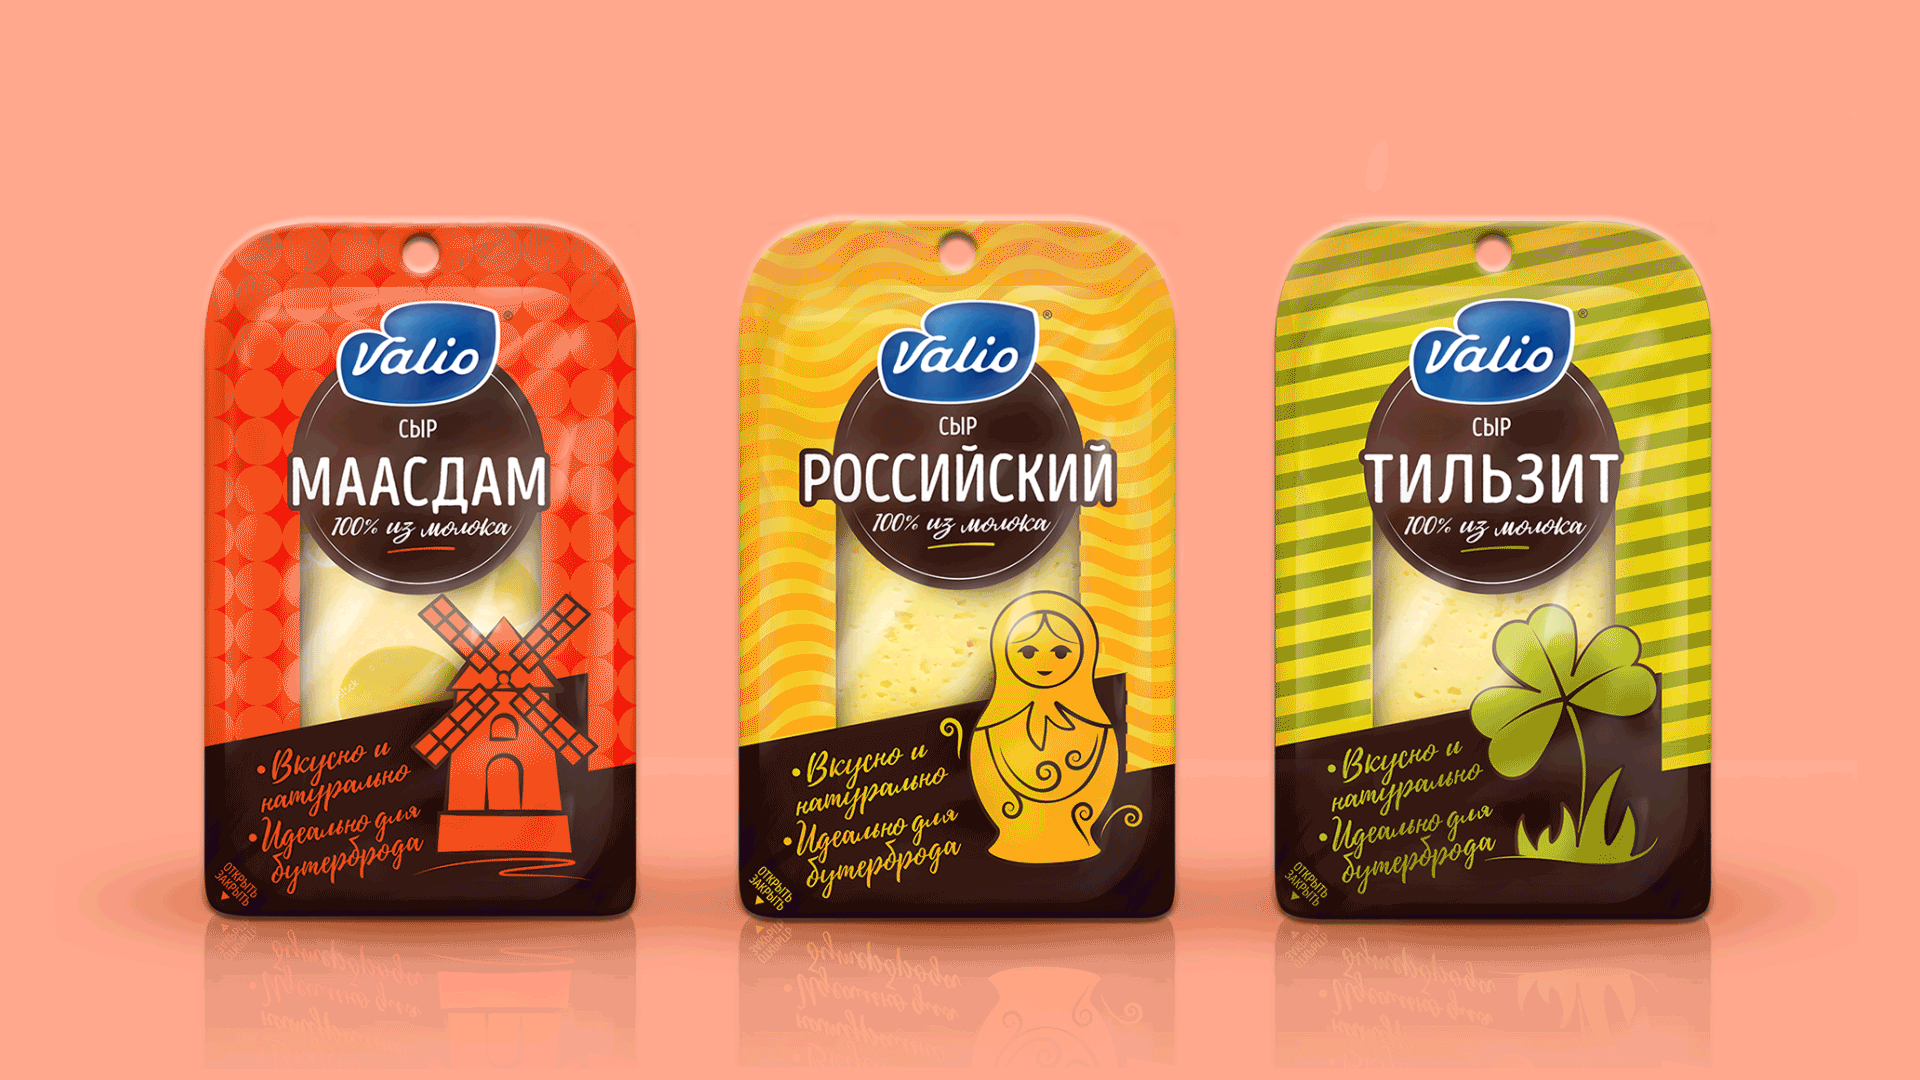 Valio®
СЫР
МААСДАМ
100% из молока
• Вкусно и
натурально
• Идеально для
бутерброда
ОТКРЫТЬ
ЗАКРЫТЬ
Valio®
СЫР
РОССИЙСКИЙ
100% из молока
• Вкусно и
натурально
• Идеально для
бутерброда
ОТКРЫТЬ
ЗАКРЫТЬ
Valio®
СЫР
ТИЛЬЗИТ
100% из молока
• Вкусно и
натурально
• Идеально для
бутерброда
ОТКРЫТЬ
ЗАКРЫТЬ